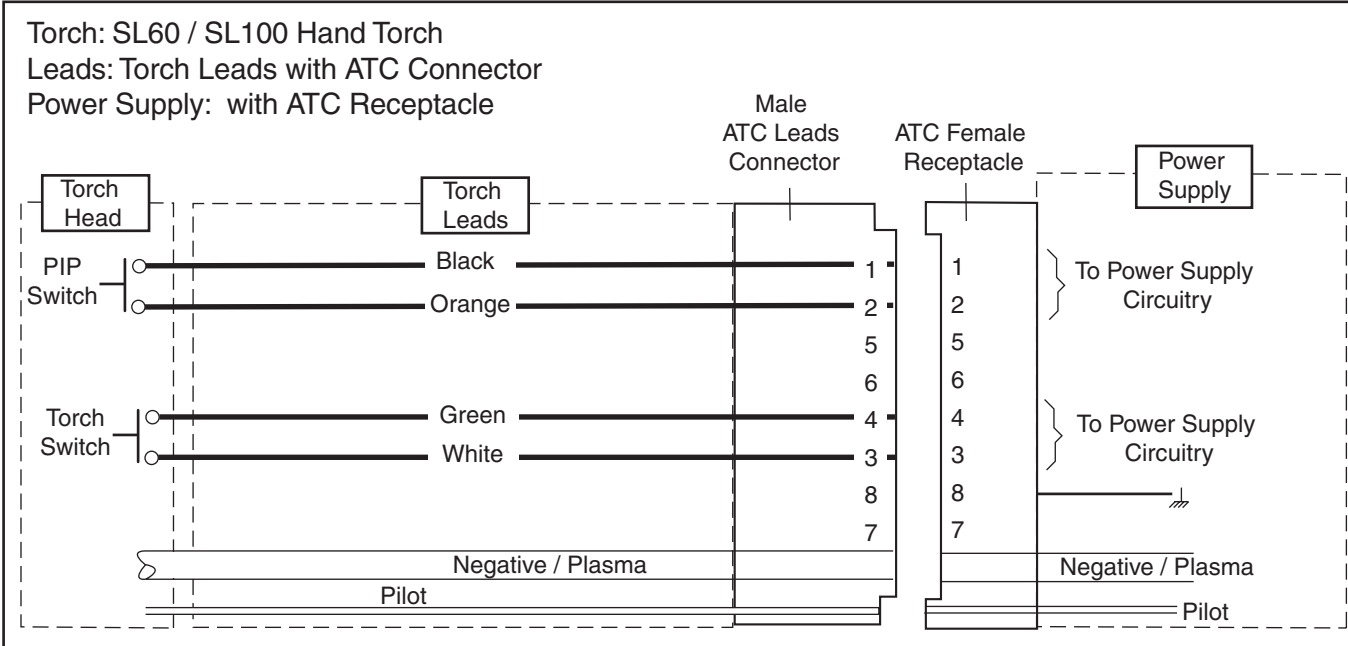 Torch: SL60 / SL100 Hand Torch
Leads: Torch Leads with ATC Connector
Power Supply: with ATC Receptacle
Male
ATC Leads
Connector
ATC Female
Receptacle
Power
Supply
Torch
Head
Torch
Leads
PIP
Switch
Black
Orange
1
2
5
6
4
3
8
7
1
2
5
6
4
3
8
7
To Power Supply
Circuitry
Torch
Switch
Green
White
To Power Supply
Circuitry
Negative / Plasma
Pilot
Negative / Plasma
Pilot